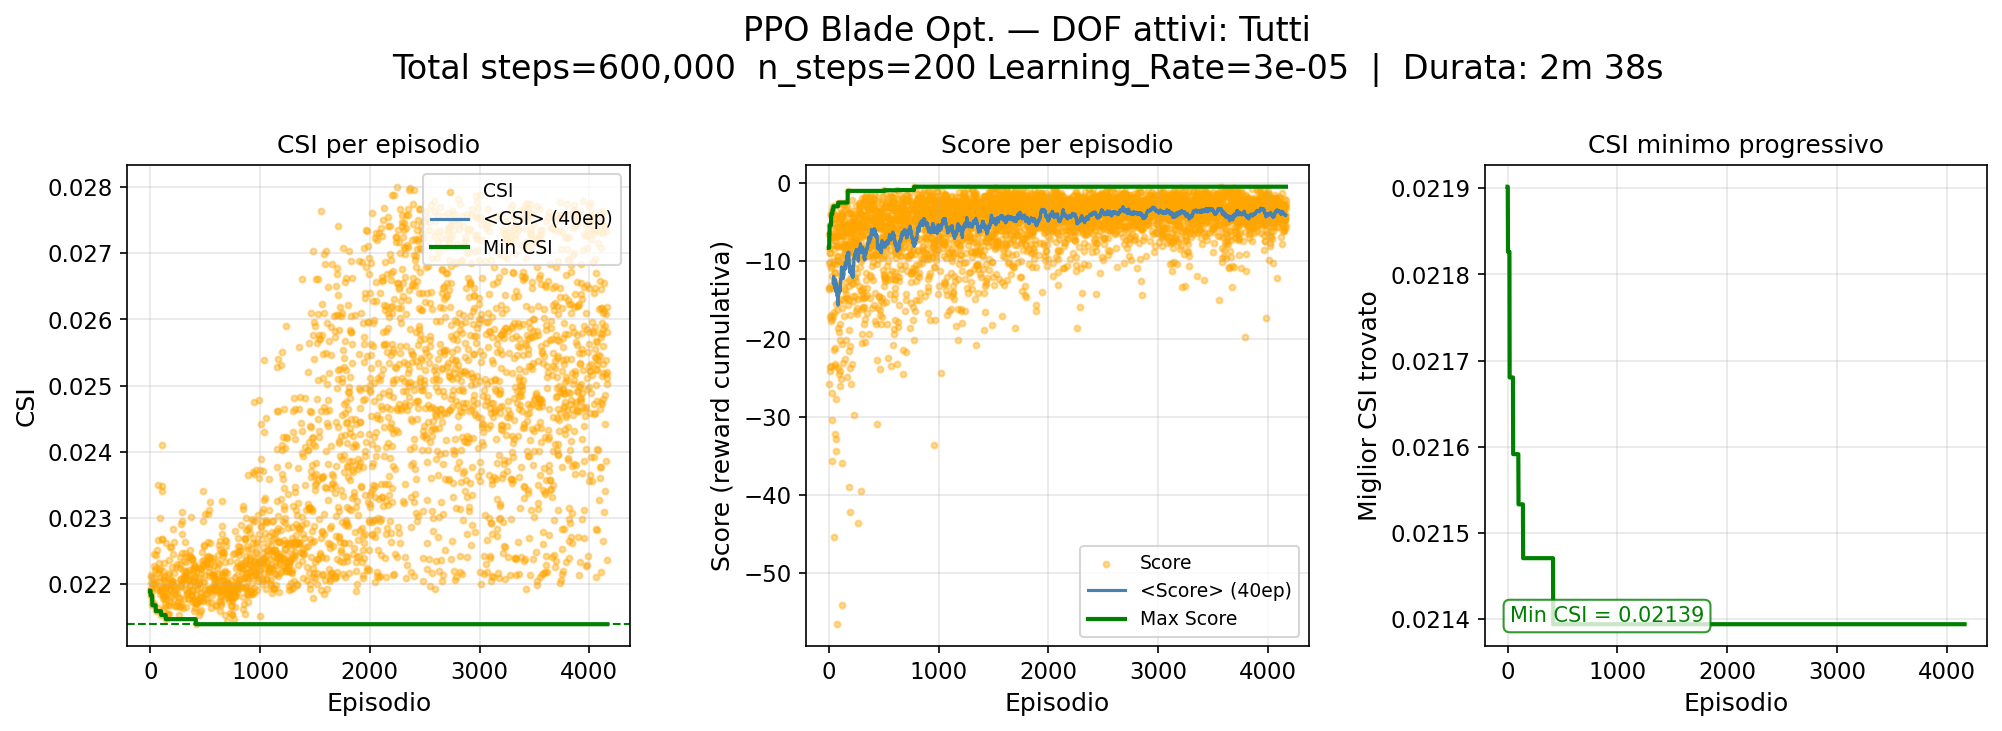 PPO Blade Opt. — DOF attivi: Tutti
Total steps=600,000  n_steps=200 Learning_Rate=3e-05  |  Durata: 2m 38s
CSI per episodio
CSI
0.028
0.027
0.026
0.025
0.024
0.023
0.022
0
1000
2000
3000
4000
Episodio
CSI
<CSI> (40ep)
Min CSI
Score per episodio
Score (reward cumulativa)
0
−10
−20
−30
−40
−50
0
1000
2000
3000
4000
Episodio
Score
<Score> (40ep)
Max Score
CSI minimo progressivo
Miglior CSI trovato
0.0219
0.0218
0.0217
0.0216
0.0215
0.0214
0
1000
2000
3000
4000
Episodio
Min CSI = 0.02139